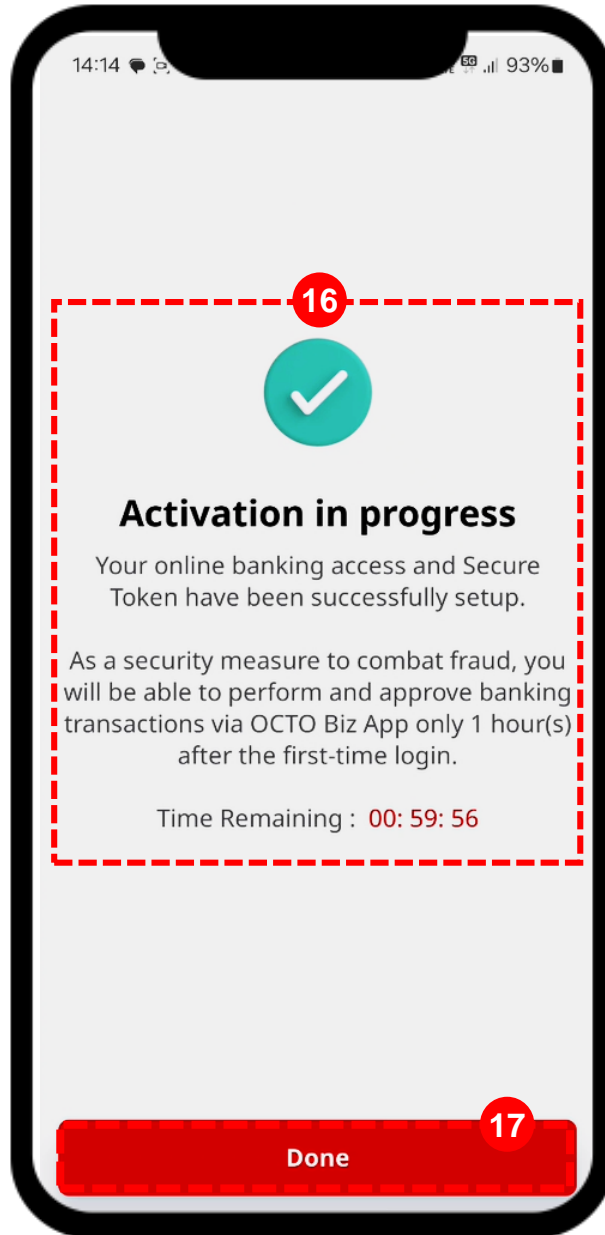 14:14
5G 93%
16
Activation in progress
Your online banking access and Secure
Token have been successfully setup.
As a security measure to combat fraud, you
will be able to perform and approve banking
transactions via OCTO Biz App only 1 hour(s)
after the first-time login.
Time Remaining : 00: 59: 56
17
Done